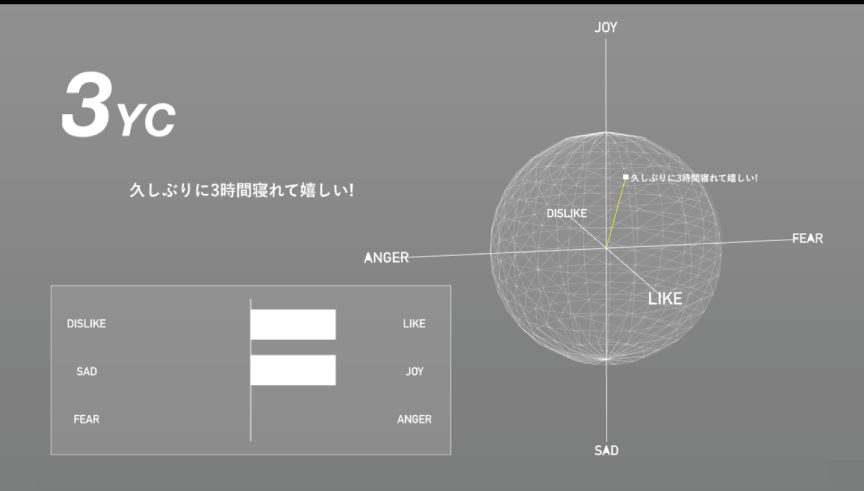 JOY
3YC
久しぶりに3時間寝れて嬉しい!
久しぶりに3時間寝れて嬉しい!
DISLIKE
FEAR
ANGER
LIKE
DISLIKE LIKE
SAD JOY
FEAR ANGER
SAD